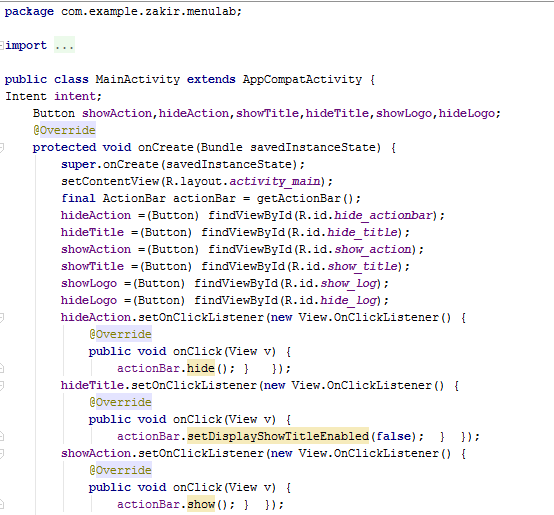 package com.example.zakir.menulab;
import ...
public class MainActivity extends AppCompatActivity {
Intent intent;
Button showAction,hideAction,showTitle,hideTitle,showLogo,hideLogo;
@Override
protected void onCreate(Bundle savedInstanceState) {
super.onCreate(savedInstanceState);
setContentView(R.layout.activity_main);
final ActionBar actionBar = getActionBar();
hideAction =(Button) findViewById(R.id.hide_actionbar);
hideTitle =(Button) findViewById(R.id.hide_title);
showAction =(Button) findViewById(R.id.show_action);
showTitle =(Button) findViewById(R.id.show_title);
showLogo =(Button) findViewById(R.id.show_log);
hideLogo =(Button) findViewById(R.id.hide_log);
hideAction.setOnClickListener(new View.OnClickListener() {
@Override
public void onClick(View v) {
actionBar.hide(); }   });
hideTitle.setOnClickListener(new View.OnClickListener() {
@Override
public void onClick(View v) {
actionBar.setDisplayShowTitleEnabled(false);  }  });
showAction.setOnClickListener(new View.OnClickListener() {
@Override
public void onClick(View v) {
actionBar.show(); }  });